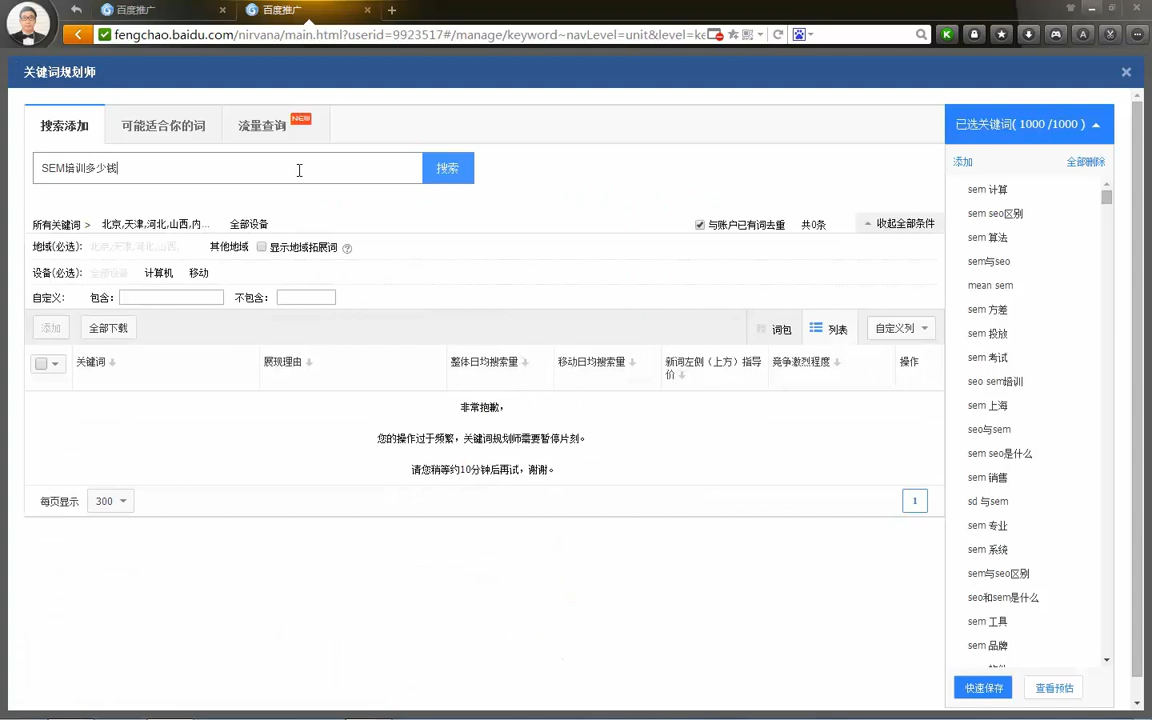 百度推广
百度推广
fengchao.baidu.com/nirvana/main.html?userid=9923517#/manage/keyword~navLevel=unit&level=ke
关键词规划师
搜索添加
可能适合你的词
流量查询 NEW
SEM培训多少钱
搜索
所有关键词 > 北京,天津,河北,山西,内... 全部设备
与账户已有词去重 共0条 收起全部条件
地域(必选): 北京,天津,河北,山西, 其他地域 显示地域拓展词
设备(必选): 全部设备 计算机 移动
自定义: 包含: 不包含:
添加 全部下载 词包 列表 自定义列
关键词 展现理由 整体日均搜索量 移动日均搜索量 新词左侧（上方）指导价 竞争激烈程度 操作
非常抱歉，
您的操作过于频繁，关键词规划师需要暂停片刻。
请您稍等约10分钟后再试，谢谢。
每页显示 300 1
已选关键词( 1000 /1000 )
添加 全部删除
sem 计算
sem seo区别
sem 算法
sem与seo
mean sem
sem 方差
sem 投放
sem 考试
seo sem培训
sem 上海
seo与sem
sem seo是什么
sem 销售
sd 与sem
sem 专业
sem 系统
sem与seo区别
seo和sem是什么
sem 工具
sem 品牌
快速保存 查看预估